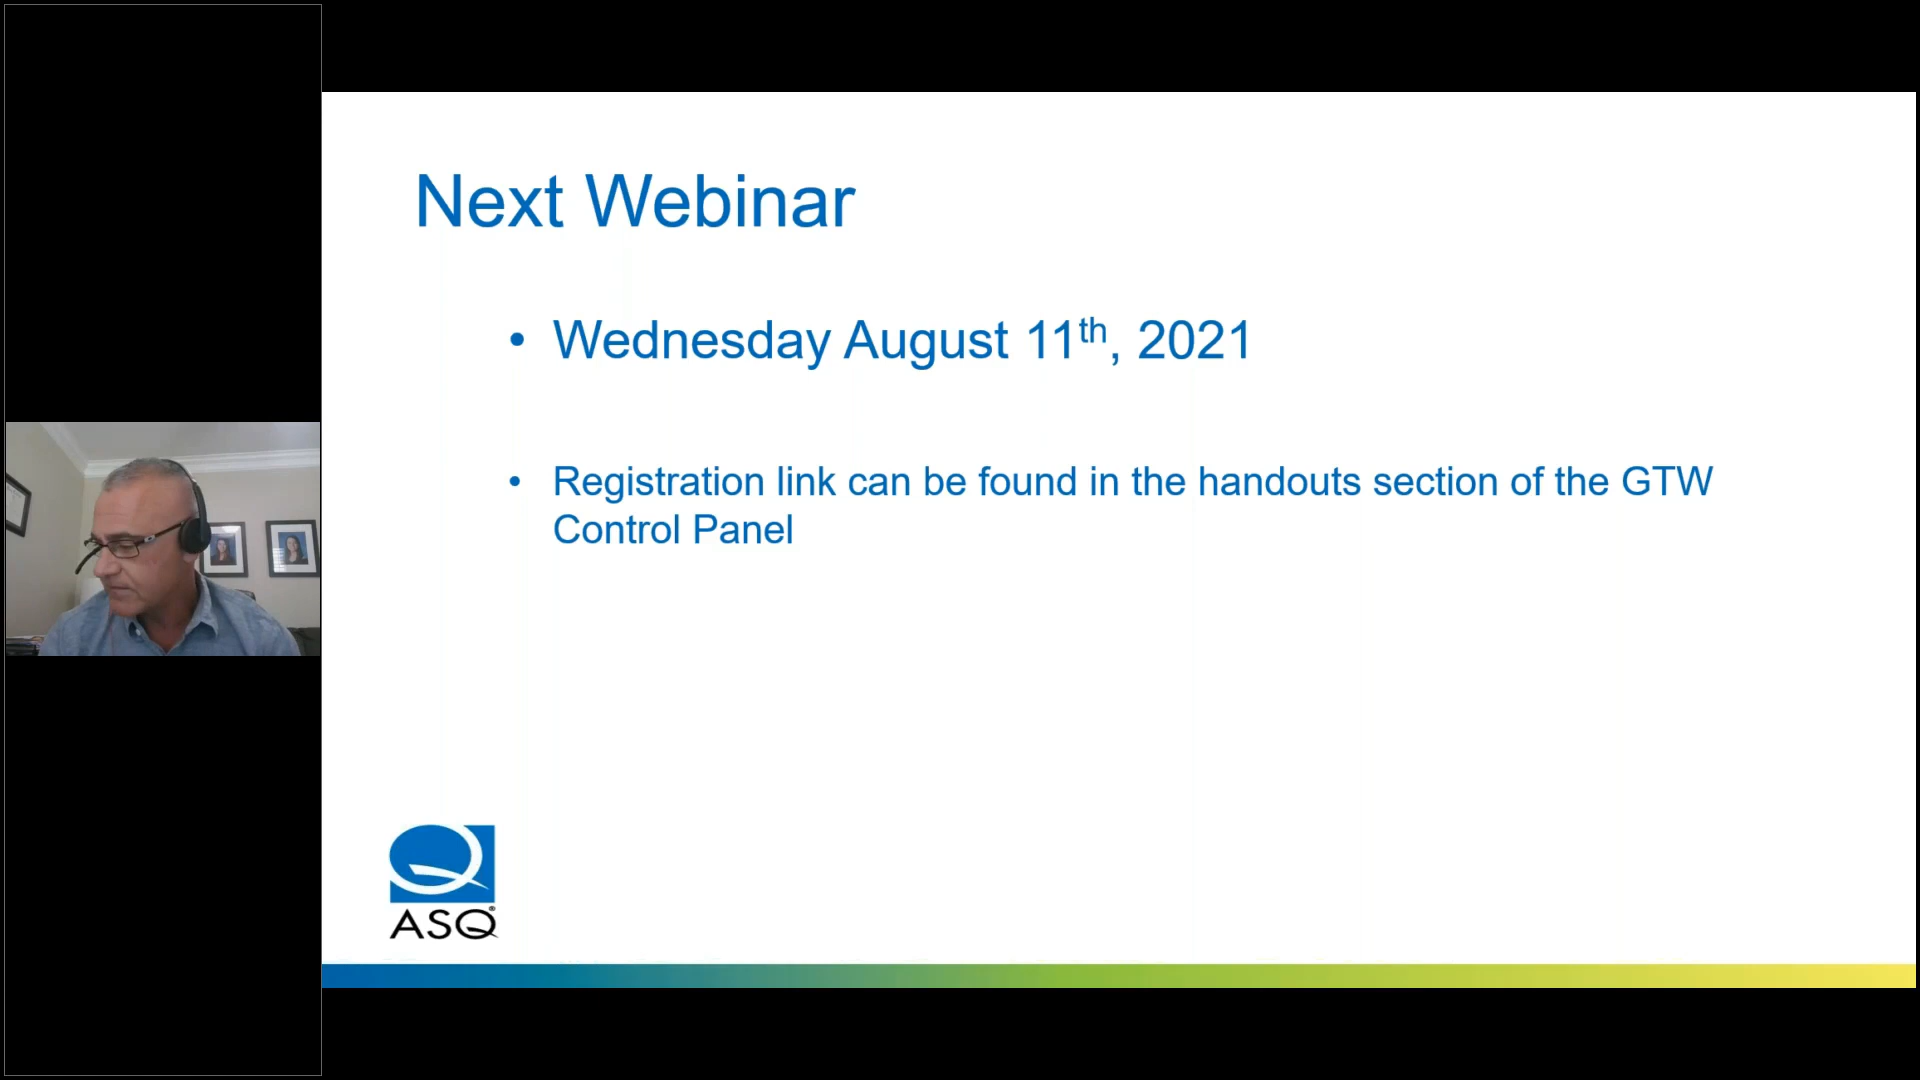 Next Webinar
• Wednesday August 11th, 2021
• Registration link can be found in the handouts section of the GTW
Control Panel
ASQ®